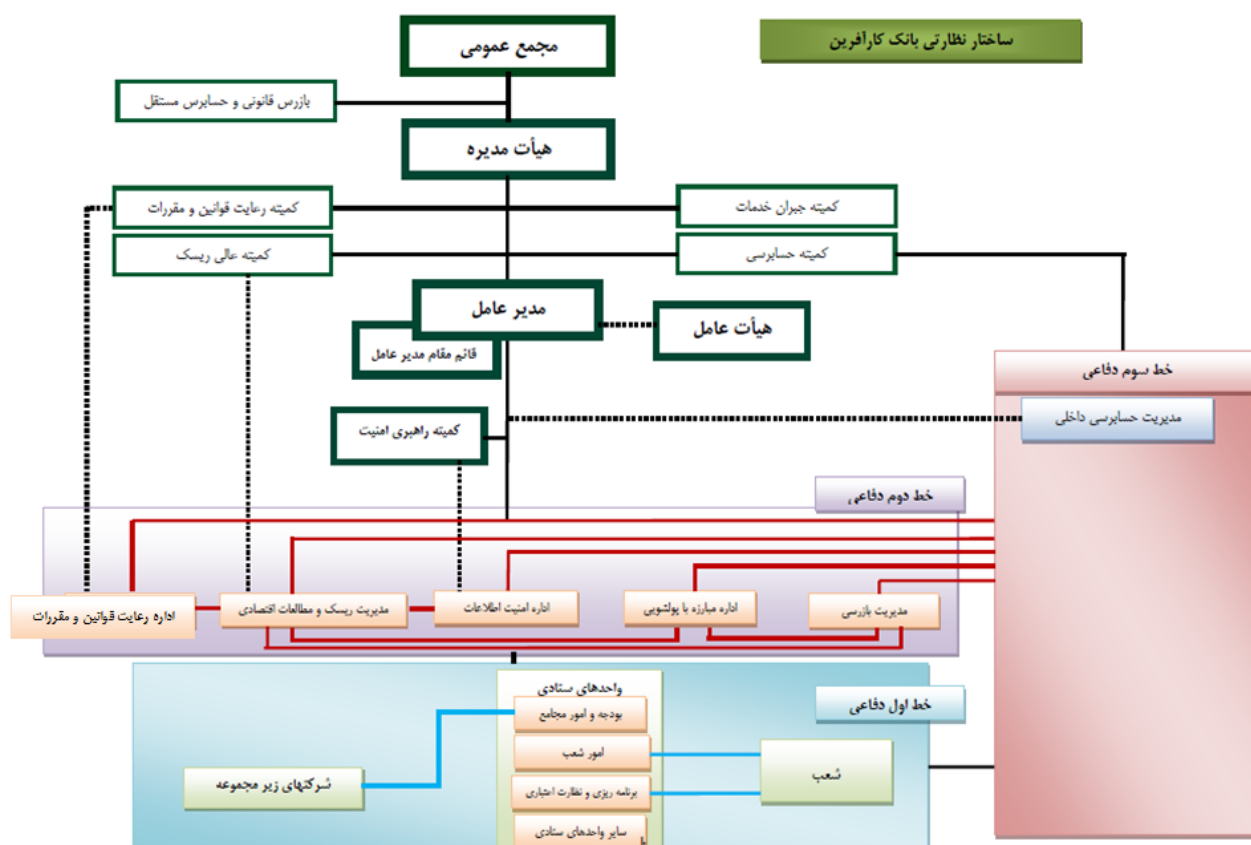 ساختار نظارتی بانک کارآفرین
مجمع عمومی
بازرس قانونی و حسابرس مستقل
هیأت مدیره
کمیته جبران خدمات
کمیته رعایت قوانین و مقررات
کمیته حسابرسی
کمیته عالی ریسک
مدیر عامل
هیأت عامل
قائم مقام مدیر عامل
خط سوم دفاعی
مدیریت حسابرسی داخلی
کمیته راهبری امنیت
خط دوم دفاعی
مدیریت بازرسی
اداره مبارزه با پولشویی
اداره امنیت اطلاعات
مدیریت ریسک و مطالعات اقتصادی
اداره رعایت قوانین و مقررات
خط اول دفاعی
واحدهای ستادی
بودجه و امور مجامع
امور شعب
برنامه ریزی و نظارت اعتباری
سایر واحدهای ستادی
شعب
شرکتهای زیر مجموعه